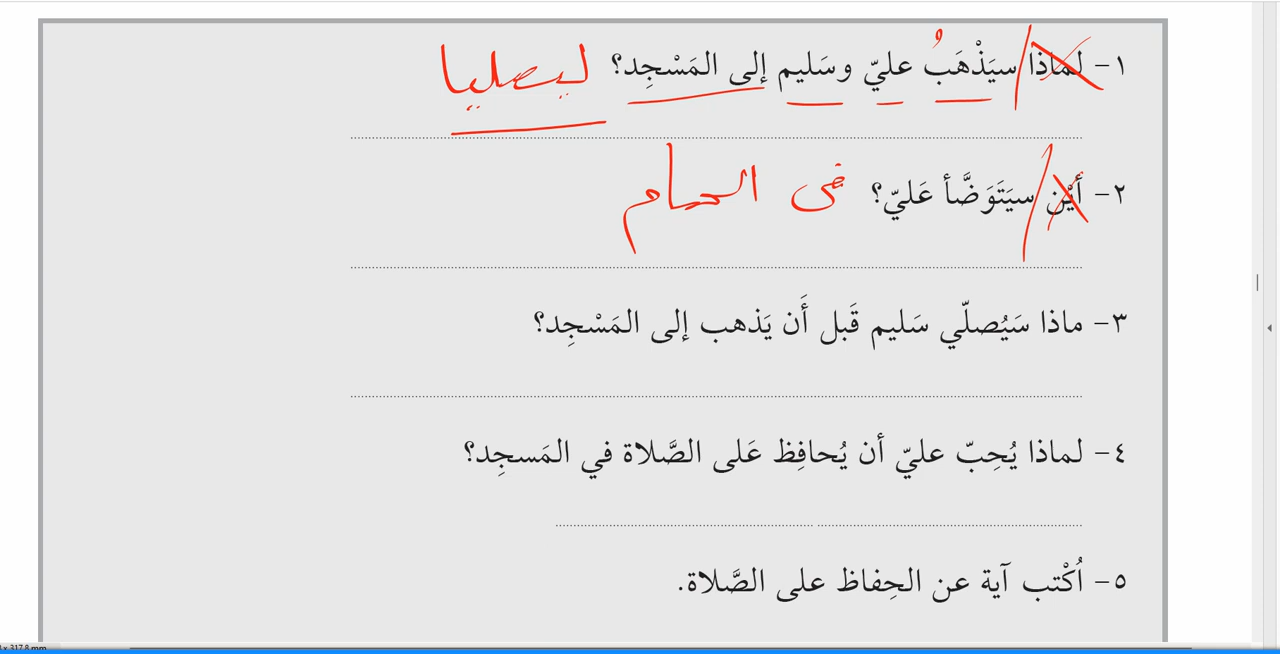 ١- لماذا سيَذْهَبُ عليّ وسَليم إلى المَسْجِد؟ ليصليا
٢- أيْن سيَتَوَضَّأ عَليّ؟ في الحمام
٣- ماذا سَيُصلّي سَليم قَبل أَن يَذهب إلى المَسْجِد؟
٤- لماذا يُحِبّ عليّ أن يُحافِظ عَلى الصَّلاة في المَسجِد؟
٥- اُكْتب آية عن الحِفاظ على الصَّلاة.